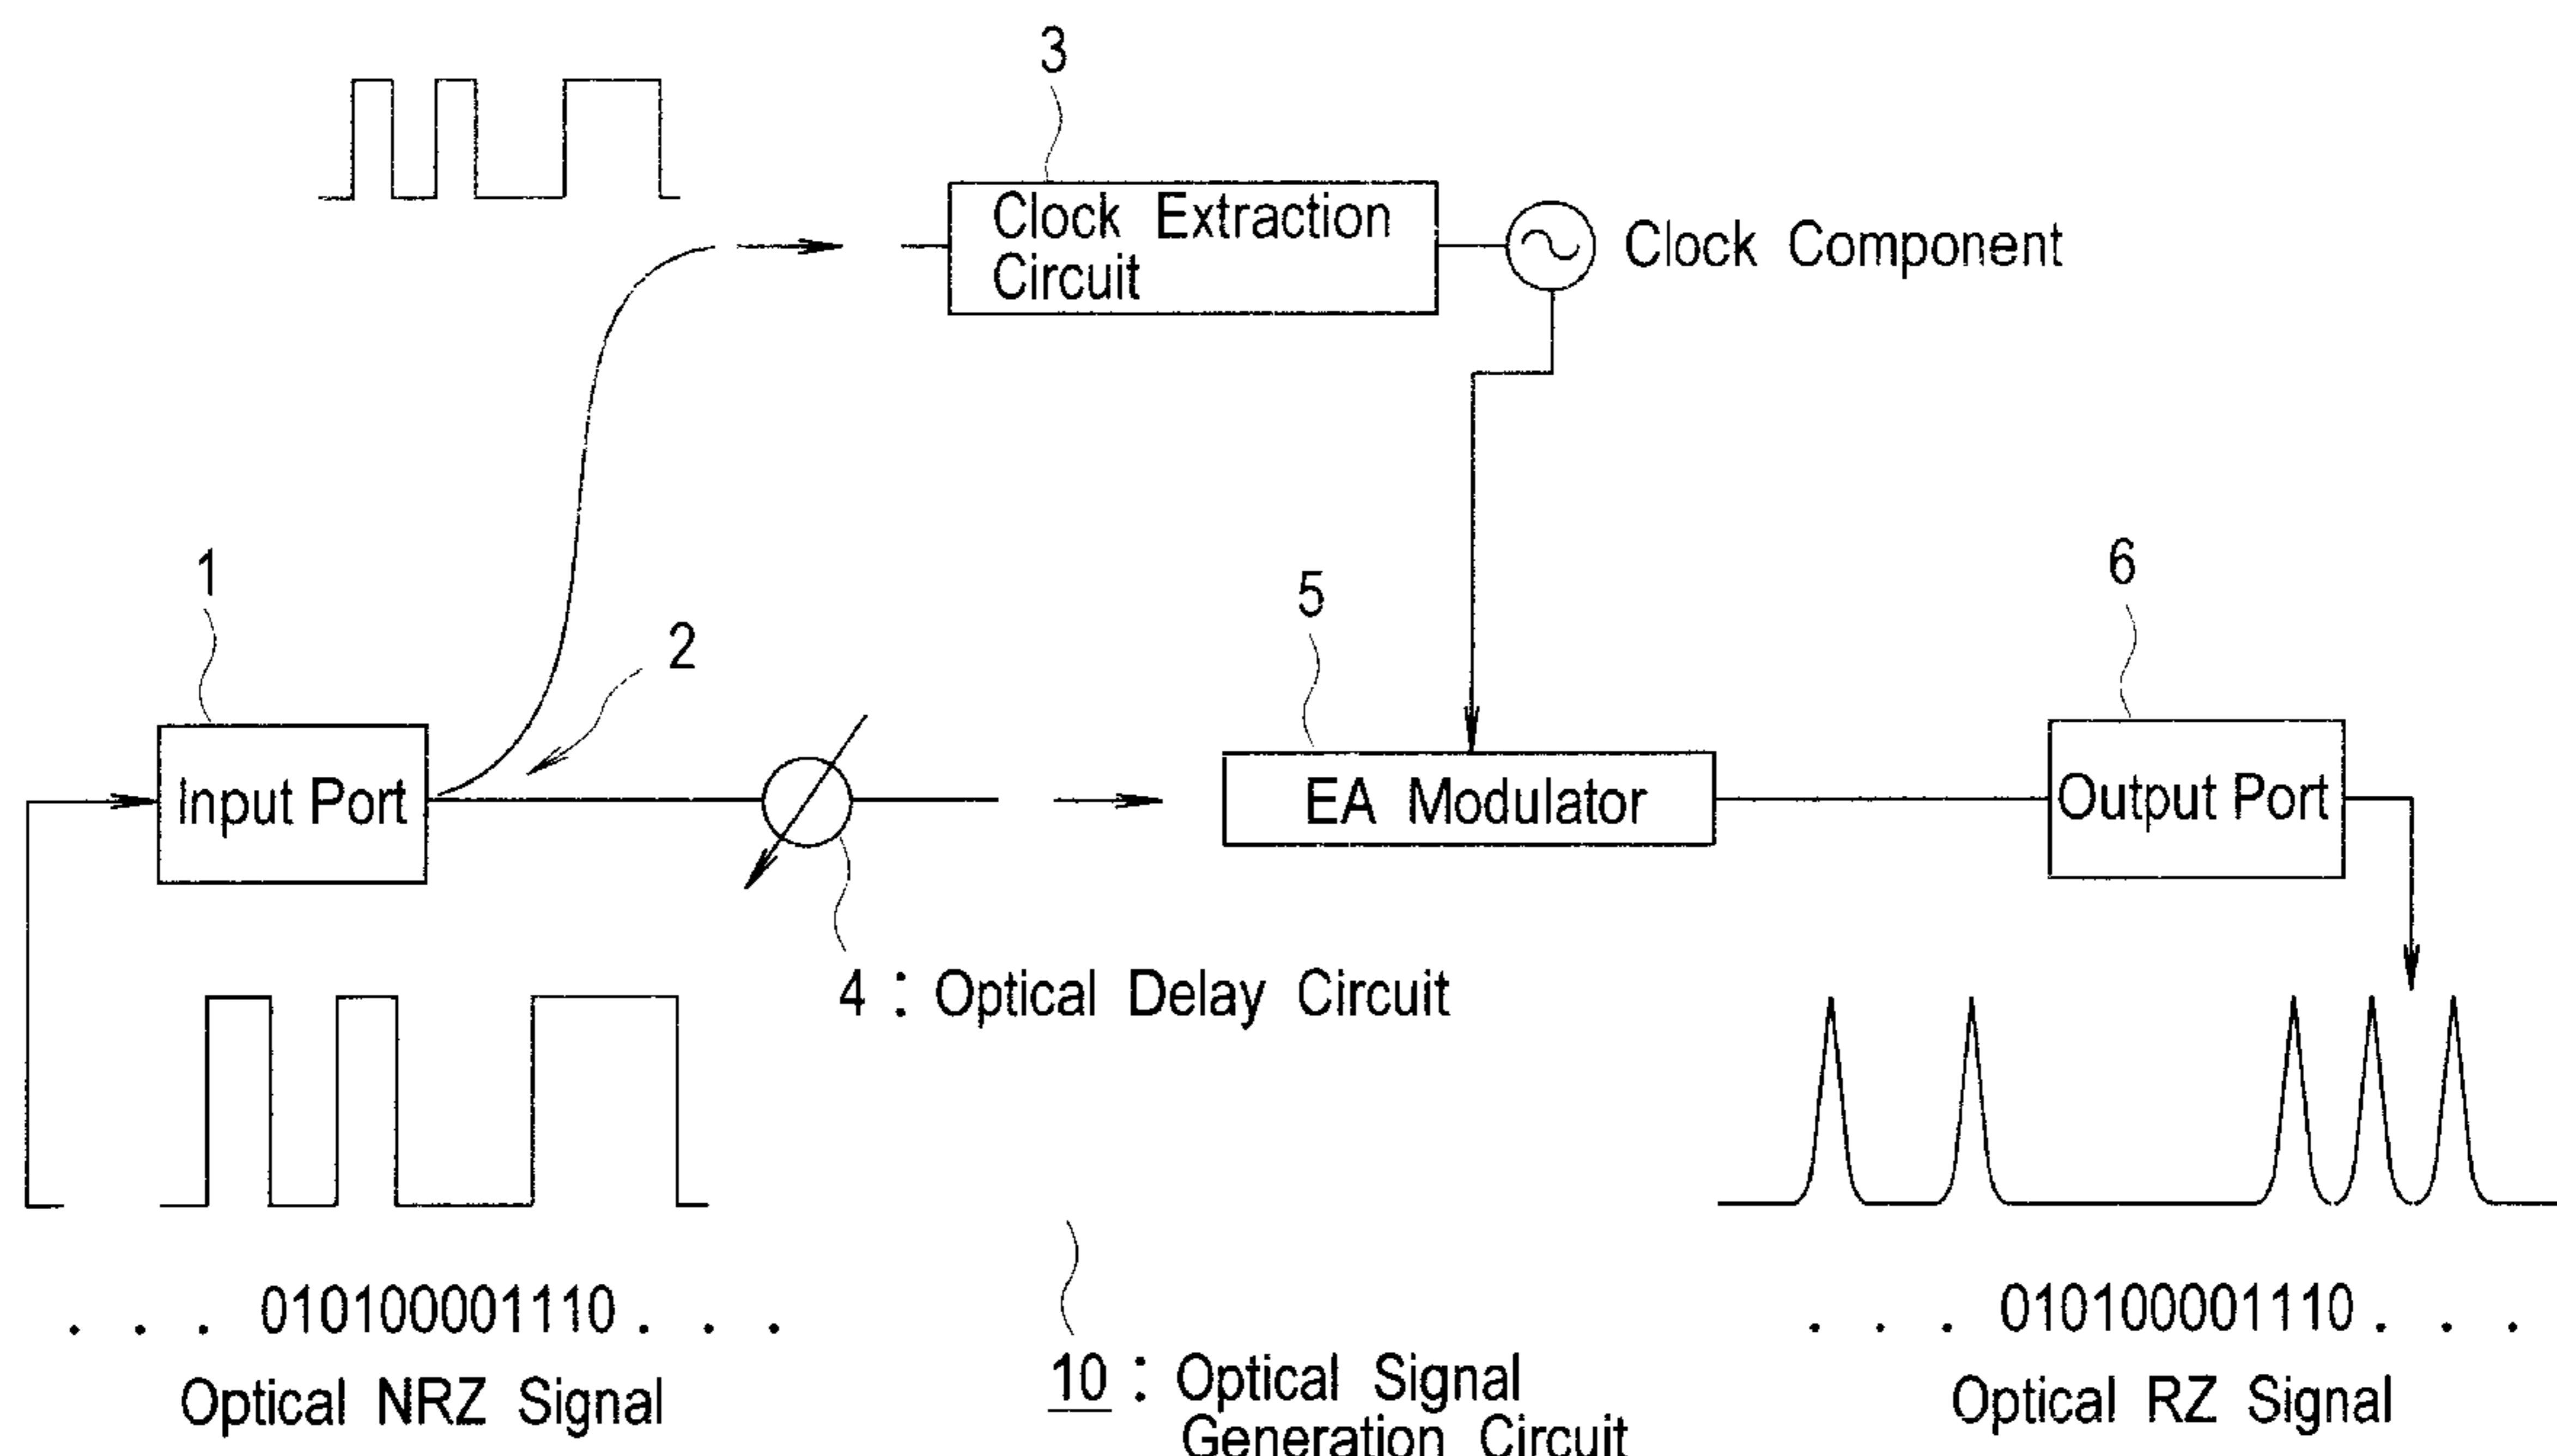 3
Clock Extraction
Circuit
Clock Component
1
2
5
6
Input Port
EA Modulator
Output Port
4 : Optical Delay Circuit
. . . 010100001110 . . .
Optical NRZ Signal
10 : Optical Signal
Generation Circuit
. . . 010100001110 . . .
Optical RZ Signal